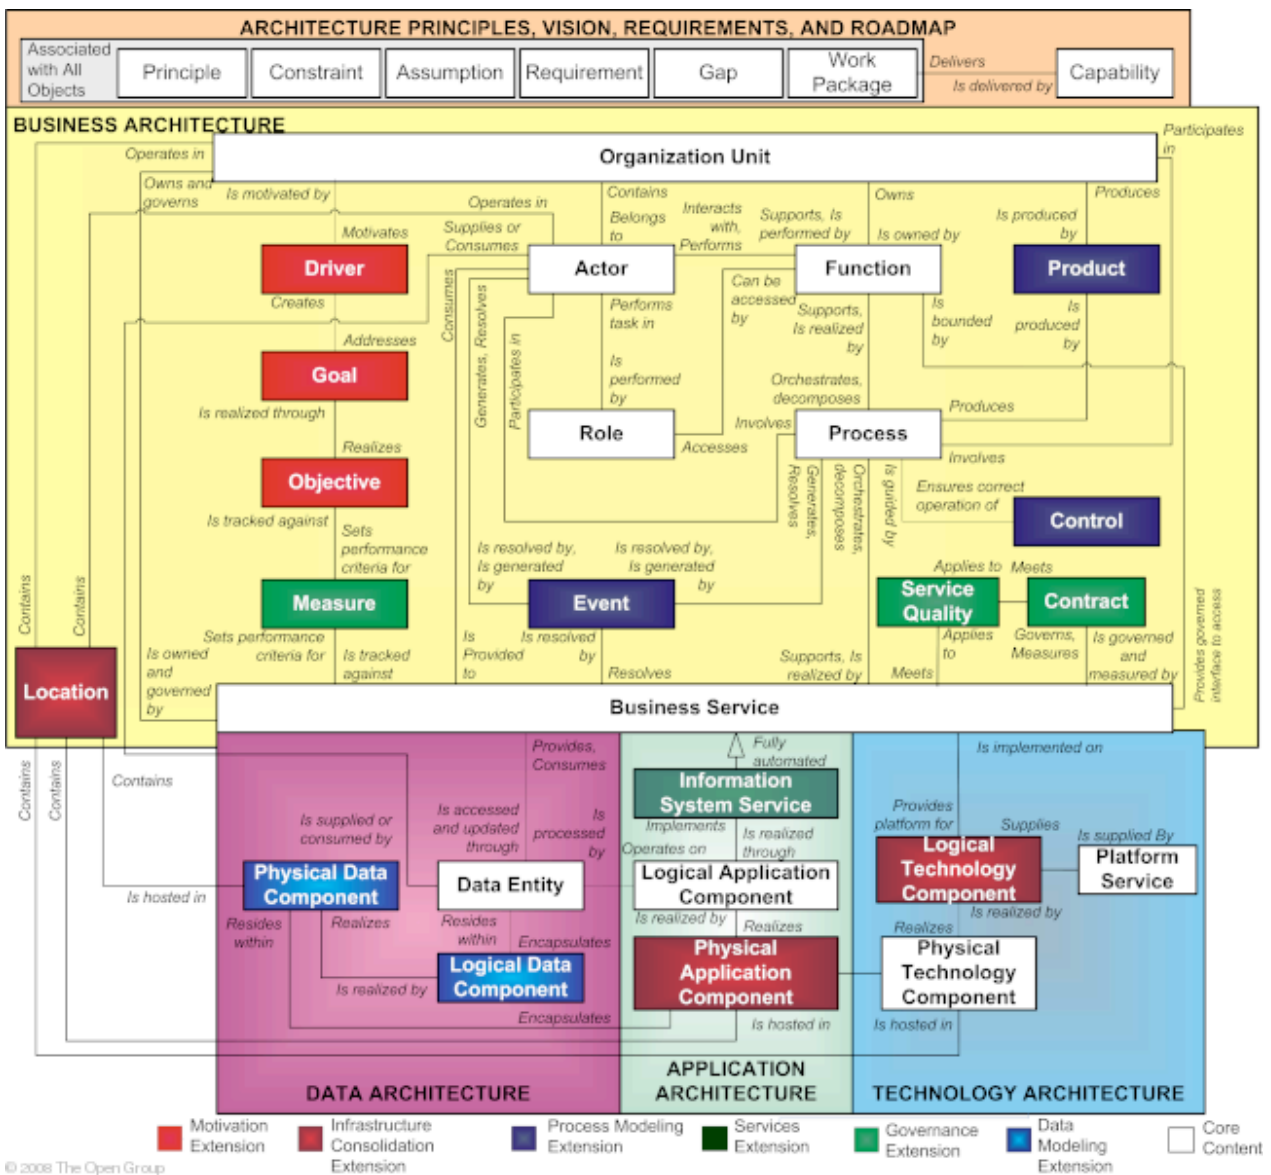 ARCHITECTURE PRINCIPLES, VISION, REQUIREMENTS, AND ROADMAP
Associated
with All
Objects
Principle
Constraint
Assumption
Requirement
Gap
Work
Package
Delivers
Is delivered by
Capability
BUSINESS ARCHITECTURE
Participates
in
Operates in
Organization Unit
Owns and
governs
Is motivated by
Operates in
Contains
Belongs
to
Interacts
with,
Performs
Supports, Is
performed by
Owns
Is owned by
Produces
Is produced
by
Motivates
Supplies or
Consumes
Driver
Actor
Function
Product
Creates
Consumes
Generates, Resolves
Participates in
Performs
task in
Can be
accessed
by
Supports,
Is realized
by
Is
bounded
by
Is
produced
by
Addresses
Goal
Is
performed
by
Orchestrates,
decomposes
Is realized through
Realizes
Role
Accesses
Involves
Process
Produces
Involves
Objective
Generates,
Resolves
Orchestrates,
decomposes
Is guided by
Ensures correct
operation of
Control
Is tracked against
Sets
performance
criteria for
Is resolved by,
Is generated
by
Is resolved by,
Is generated
by
Applies to
Meets
Measure
Event
Service
Quality
Contract
Contains
Contains
Provides governed
interface to access
Sets performance
criteria for
Is tracked
against
Is
Provided
to
Is resolved
by
Resolves
Supports, Is
realized by
Meets
Applies
to
Governs,
Measures
Is governed
and
measured by
Location
Is owned
and
governed
by
Business Service
Contains
Contains
Contains
Provides,
Consumes
Fully
automated
Is implemented on
Information
System Service
Is supplied or
consumed by
Is accessed
and updated
through
Is
processed
by
Implements
Operates on
Is realized
through
Provides
platform for
Supplies
Is supplied By
Physical Data
Component
Data Entity
Logical Application
Component
Logical
Technology
Component
Platform
Service
Is hosted in
Resides
within
Realizes
Resides
within
Encapsulates
Is realized by
Realizes
Is realized by
Realizes
Logical Data
Component
Physical
Application
Component
Physical
Technology
Component
Is realized by
Encapsulates
Is hosted in
Is hosted in
DATA ARCHITECTURE
APPLICATION
ARCHITECTURE
TECHNOLOGY ARCHITECTURE
Motivation
Extension
Infrastructure
Consolidation
Extension
Process Modeling
Extension
Services
Extension
Governance
Extension
Data
Modeling
Extension
Core
Content
© 2008 The Open Group